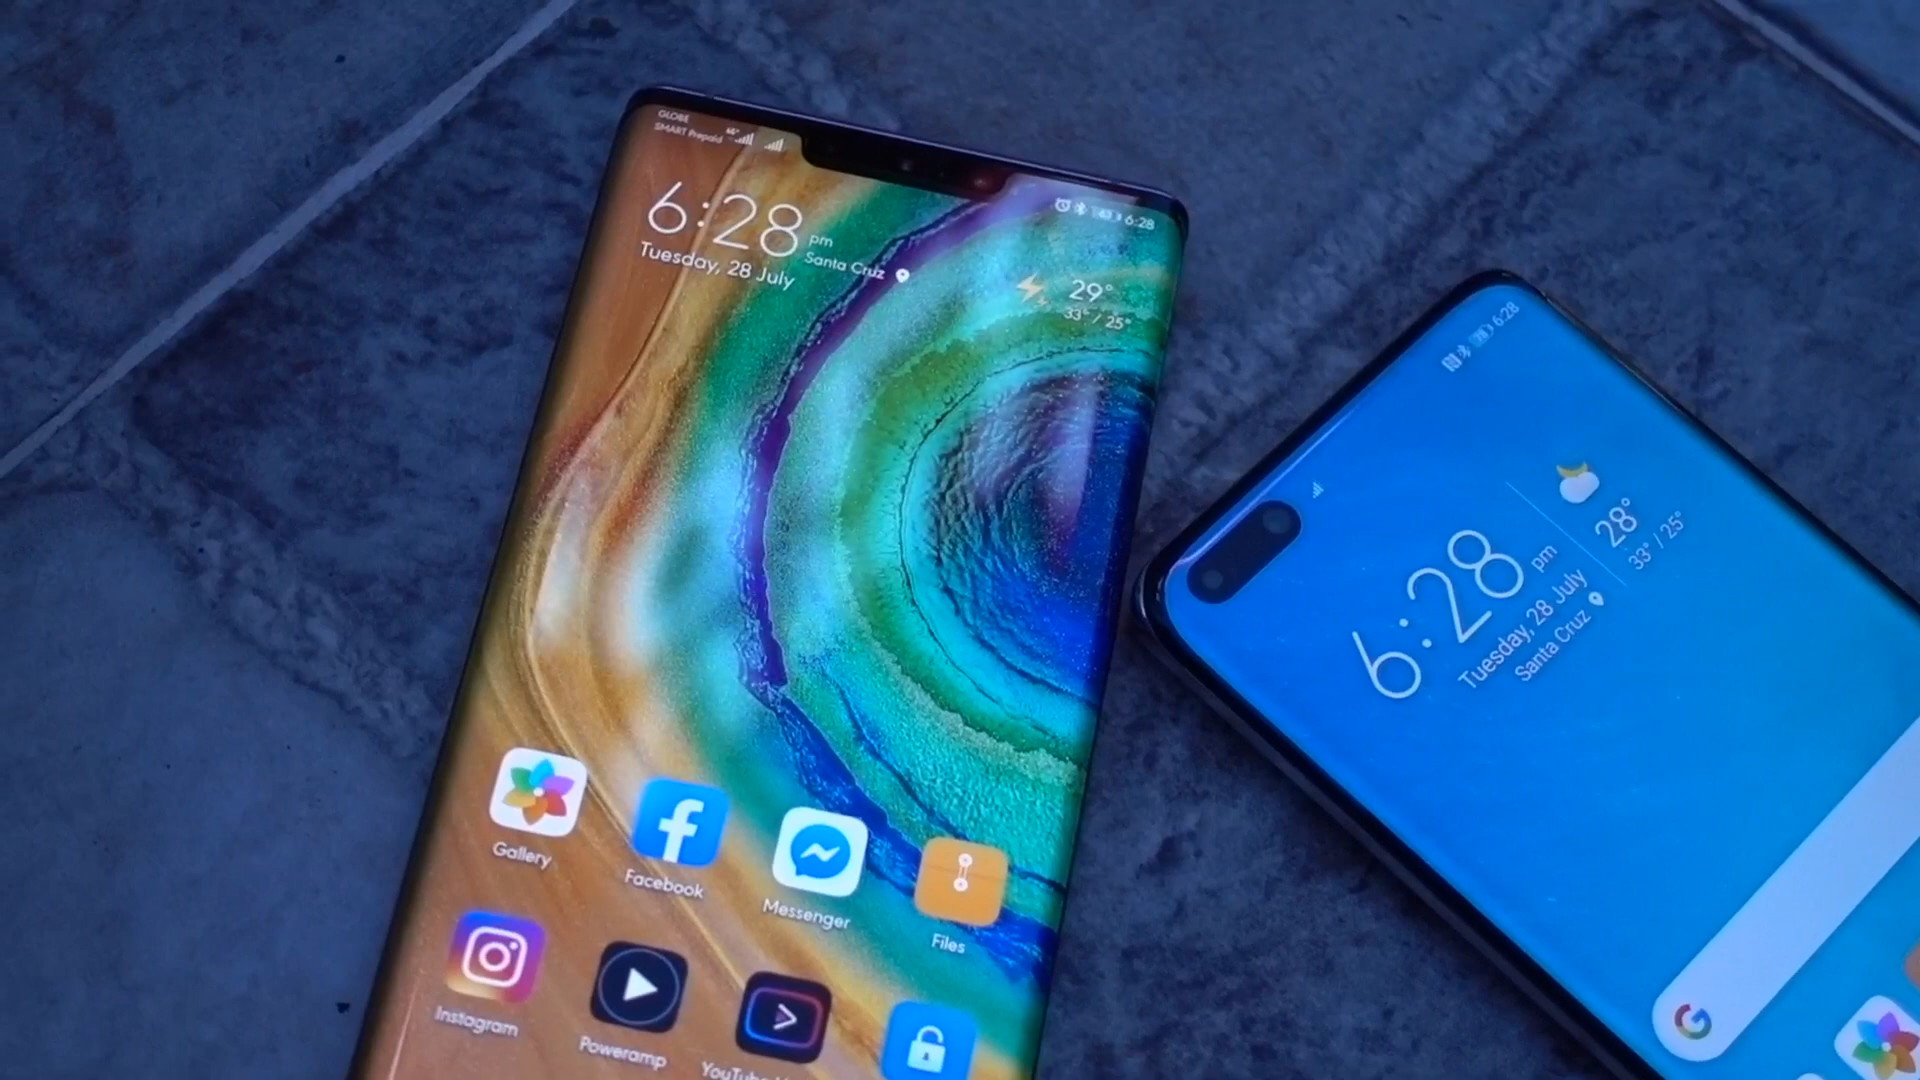 GLOBE
SMART Prepaid
6:28
6:28 pm
Santa Cruz
Tuesday, 28 July
29°
33° / 25°
Gallery
Facebook
Messenger
Files
Instagram
Poweramp
YouTube
6:28
6:28 pm
Tuesday, 28 July
Santa Cruz
28°
33° / 25°